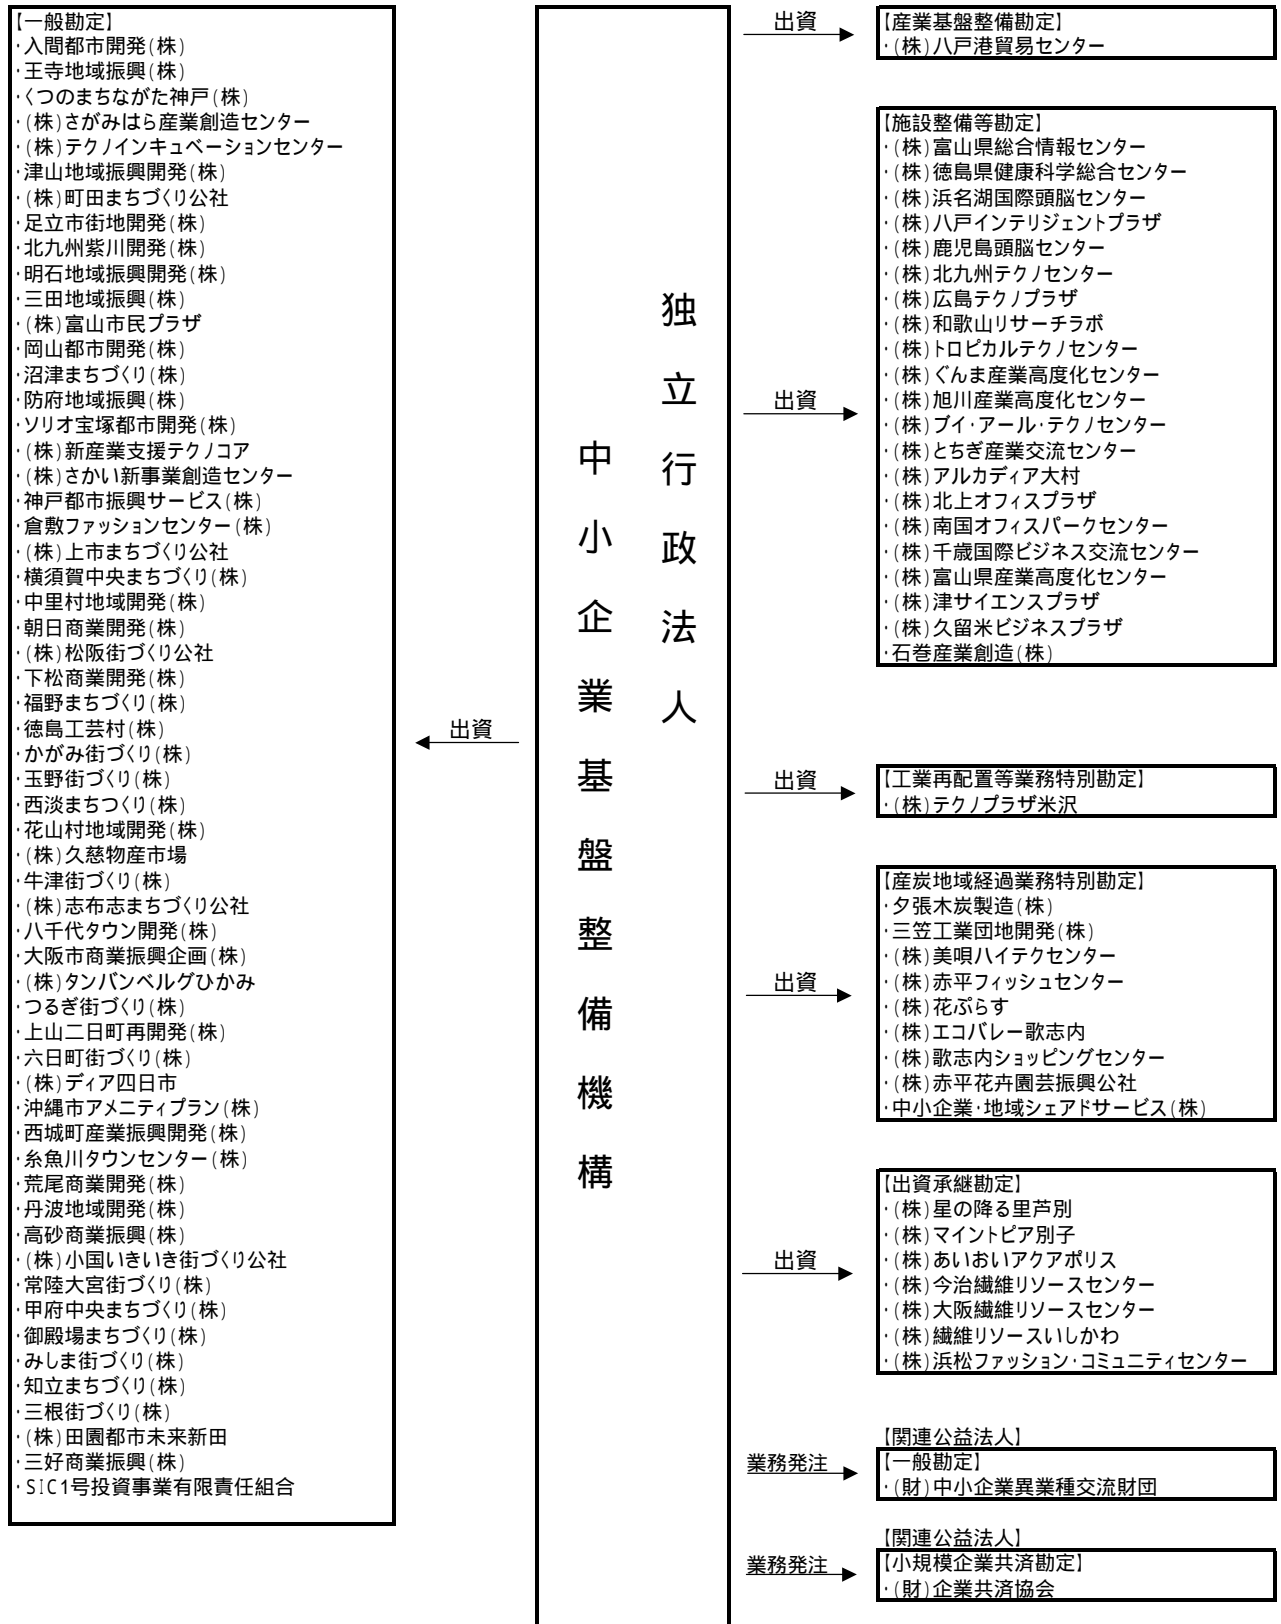 【一般勘定】
・入間都市開発(株)
・王寺地域振興(株)
・くつのまちながた神戸(株)
・(株)さがみはら産業創造センター
・(株)テクノインキュベーションセンター
・津山地域振興開発(株)
・(株)町田まちづくり公社
・足立市街地開発(株)
・北九州紫川開発(株)
・明石地域振興開発(株)
・三田地域振興(株)
・(株)富山市民プラザ
・岡山都市開発(株)
・沼津まちづくり(株)
・防府地域振興(株)
・ソリオ宝塚都市開発(株)
・(株)新産業支援テクノコア
・(株)さかい新事業創造センター
・神戸都市振興サービス(株)
・倉敷ファッションセンター(株)
・(株)上市まちづくり公社
・横須賀中央まちづくり(株)
・中里村地域開発(株)
・朝日商業開発(株)
・(株)松阪街づくり公社
・下松商業開発(株)
・福野まちづくり(株)
・徳島工芸村(株)
・かがみ街づくり(株)
・玉野街づくり(株)
・西淡まちつくり(株)
・花山村地域開発(株)
・(株)久慈物産市場
・牛津街づくり(株)
・(株)志布志まちづくり公社
・八千代タウン開発(株)
・大阪市商業振興企画(株)
・(株)タンバンベルグひかみ
・つるぎ街づくり(株)
・上山二日町再開発(株)
・六日町街づくり(株)
・(株)ディア四日市
・沖縄市アメニティプラン(株)
・西城町産業振興開発(株)
・糸魚川タウンセンター(株)
・荒尾商業開発(株)
・丹波地域開発(株)
・高砂商業振興(株)
・(株)小国いきいき街づくり公社
・常陸大宮街づくり(株)
・甲府中央まちづくり(株)
・御殿場まちづくり(株)
・みしま街づくり(株)
・知立まちづくり(株)
・三根街づくり(株)
・(株)田園都市未来新田
・三好商業振興(株)
・SIC1号投資事業有限責任組合
出資
独立行政法人
中小企業基盤整備機構
出資
【産業基盤整備勘定】
・(株)八戸港貿易センター
出資
【施設整備等勘定】
・(株)富山県総合情報センター
・(株)徳島県健康科学総合センター
・(株)浜名湖国際頭脳センター
・(株)八戸インテリジェントプラザ
・(株)鹿児島頭脳センター
・(株)北九州テクノセンター
・(株)広島テクノプラザ
・(株)和歌山リサーチラボ
・(株)トロピカルテクノセンター
・(株)ぐんま産業高度化センター
・(株)旭川産業高度化センター
・(株)ブイ・アール・テクノセンター
・(株)とちぎ産業交流センター
・(株)アルカディア大村
・(株)北上オフィスプラザ
・(株)南国オフィスパークセンター
・(株)千歳国際ビジネス交流センター
・(株)富山県産業高度化センター
・(株)津サイエンスプラザ
・(株)久留米ビジネスプラザ
・石巻産業創造(株)
出資
【工業再配置等業務特別勘定】
・(株)テクノプラザ米沢
出資
【産炭地域経過業務特別勘定】
・夕張木炭製造(株)
・三笠工業団地開発(株)
・(株)美唄ハイテクセンター
・(株)赤平フィッシュセンター
・(株)花ぷらす
・(株)エコバレー歌志内
・(株)歌志内ショッピングセンター
・(株)赤平花卉園芸振興公社
・中小企業・地域シェアドサービス(株)
出資
【出資承継勘定】
・(株)星の降る里芦別
・(株)マイントピア別子
・(株)あいおいアクアポリス
・(株)今治繊維リソースセンター
・(株)大阪繊維リソースセンター
・(株)繊維リソースいしかわ
・(株)浜松ファッション・コミュニティセンター
業務発注
【関連公益法人】
【一般勘定】
・(財)中小企業異業種交流財団
業務発注
【関連公益法人】
【小規模企業共済勘定】
・(財)企業共済協会